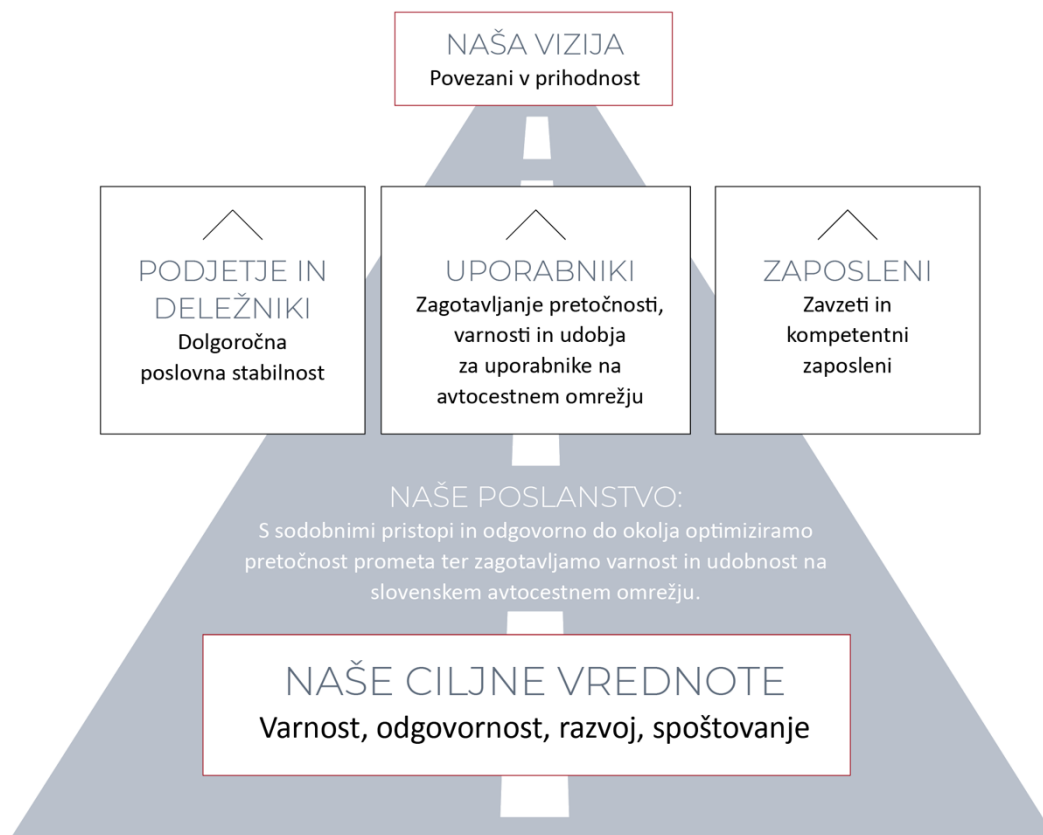 NAŠA VIZIJA
Povezani v prihodnost
PODJETJE IN
DELEŽNIKI
Dolgoročna
poslovna stabilnost
UPORABNIKI
Zagotavljanje pretočnosti,
varnosti in udobja
za uporabnike na
avtocestnem omrežju
ZAPOSLENI
Zavzeti in
kompetentni
zaposleni
NAŠE POSLANSTVO:
S sodobnimi pristopi in odgovorno do okolja optimiziramo
pretočnost prometa ter zagotavljamo varnost in udobnost na
slovenskem avtocestnem omrežju.
NAŠE CILJNE VREDNOTE
Varnost, odgovornost, razvoj, spoštovanje